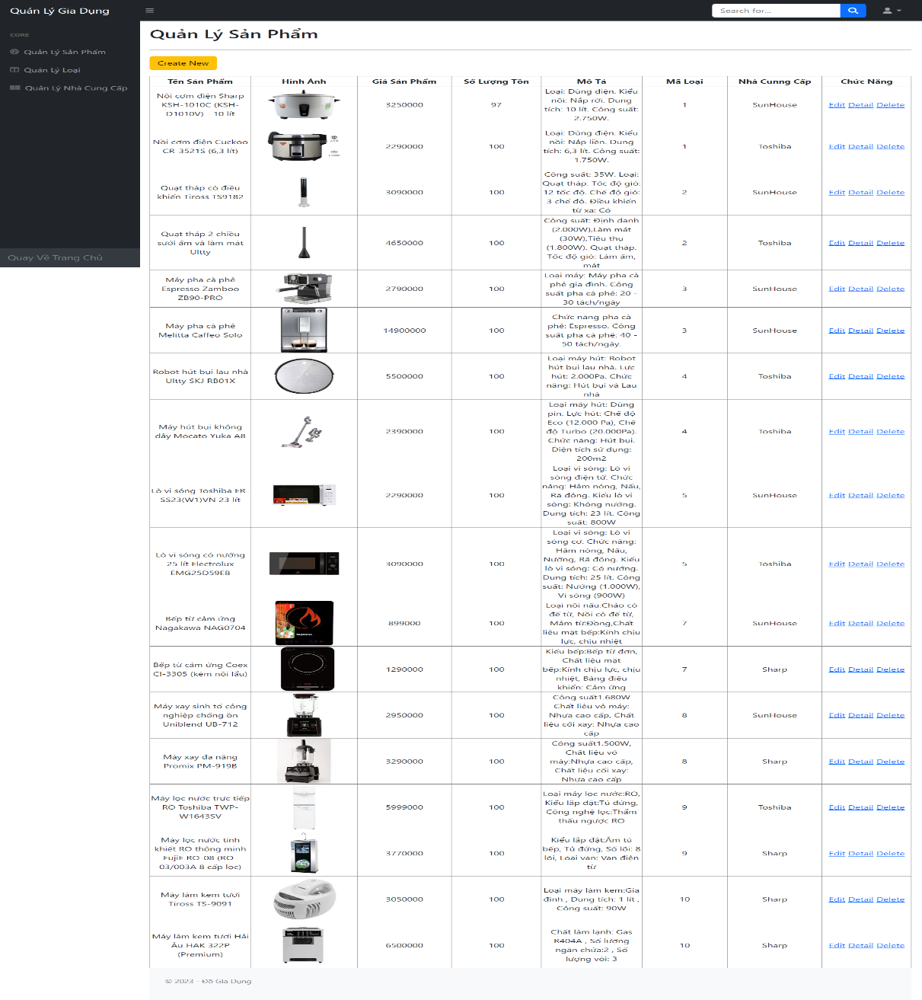 Quản Lý Gia Dụng
Search for...
CORE
Quản Lý Sản Phẩm
Quản Lý Loại
Quản Lý Nhà Cung Cấp
Quay Về Trang Chủ
Quản Lý Sản Phẩm
Create New
Tên Sản Phẩm Hình Ảnh Giá Sản Phẩm Số Lượng Tồn Mô Tả Mã Loại Nhà Cunng Cấp Chức Năng
Nồi cơm điện Sharp
KSH-1010C (KSH-
D1010V) - 10 lít
3250000
97
Loại: Dùng điện. Kiểu
nồi: Nắp rời. Dung
tích: 10 lít. Công suất:
2.750W.
1
SunHouse
Edit Detail Delete
Nồi cơm điện Cuckoo
CR-3521S (6,3 lít)
2290000
100
Loại: Dùng điện. Kiểu
nồi: Nắp liền. Dung
tích: 6,3 lít. Công suất:
1.750W.
1
Toshiba
Edit Detail Delete
Quạt tháp có điều
khiển Tiross TS9182
3090000
100
Công suất: 35W. Loại:
Quạt tháp. Tốc độ gió:
12 tốc độ. Chế độ gió:
3 chế độ. Điều khiển
từ xa: Có
2
SunHouse
Edit Detail Delete
Quạt tháp 2 chiều
sưởi ấm và làm mát
Ultty
4650000
100
Công suất: Định danh
(2.000W),Làm mát
(30W),Tiêu thụ
(1.800W). Quạt tháp.
Tốc độ gió: Làm ấm,
mát
2
Toshiba
Edit Detail Delete
Máy pha cà phê
Espresso Zamboo
ZB90-PRO
2790000
100
Loại máy: Máy pha cà
phê gia đình. Công
suất pha cà phê: 20 -
30 tách/ngày
3
SunHouse
Edit Detail Delete
Máy pha cà phê
Melitta Caffeo Solo
14900000
100
Chức năng pha cà
phê: Espresso. Công
suất pha cà phê: 40 -
50 tách/ngày.
3
SunHouse
Edit Detail Delete
Robot hút bụi lau nhà
Ultty SKJ RB01X
5500000
100
Loại máy hút: Robot
hút bụi lau nhà. Lực
hút: 2.000Pa. Chức
năng: Hút bụi và Lau
nhà
4
Toshiba
Edit Detail Delete
Máy hút bụi không
dây Mocato Yuka A8
2390000
100
Loại máy hút: Dùng
pin. Lực hút: Chế độ
Eco (12.000 Pa), Chế
độ Turbo (20.000Pa).
Chức năng: Hút bụi.
Diện tích sử dụng:
200m2
4
Toshiba
Edit Detail Delete
Lò vi sóng Toshiba ER-
SS23(W1)VN 23 lít
2290000
100
Loại vi sóng: Lò vi
sóng điện tử. Chức
năng: Hâm nóng, Nấu,
Rã đông. Kiểu lò vi
sóng: Không nướng.
Dung tích: 23 lít. Công
suất: 800W
5
SunHouse
Edit Detail Delete
Lò vi sóng có nướng
25 lít Electrolux
EMG25D59EB
3090000
100
Loại vi sóng: Lò vi
sóng cơ. Chức năng:
Hâm nóng, Nấu,
Nướng, Rã đông. Kiểu
lò vi sóng: Có nướng.
Dung tích: 25 lít. Công
suất: Nướng (1.000W),
Vi sóng (900W)
5
Toshiba
Edit Detail Delete
Bếp từ cảm ứng
Nagakawa NAG0704
899000
100
Loại nồi nấu:Chảo có
đế từ, Nồi có đế từ,
Mâm từ:Đồng,Chất
liệu mặt bếp:Kính chịu
lực, chịu nhiệt
7
SunHouse
Edit Detail Delete
Bếp từ cảm ứng Coex
CI-3305 (kèm nồi lẩu)
1290000
100
Kiểu bếp:Bếp từ đơn,
Chất liệu mặt
bếp:Kính chịu lực, chịu
nhiệt, Bảng điều
khiển: Cảm ứng
7
Sharp
Edit Detail Delete
Máy xay sinh tố công
nghiệp chống ồn
Uniblend UB-712
2950000
100
Công suất1.680W
Chất liệu vỏ máy:
Nhựa cao cấp, Chất
liệu cối xay: Nhựa cao
cấp
8
SunHouse
Edit Detail Delete
Máy xay đa năng
Promix PM-919B
3290000
100
Công suất1.500W,
Chất liệu vỏ
máy:Nhựa cao cấp,
Chất liệu cối xay:
Nhựa cao cấp
8
Sharp
Edit Detail Delete
Máy lọc nước trực tiếp
RO Toshiba TWP-
W1643SV
5999000
100
Loại máy lọc nước:RO,
Kiểu lắp đặt:Tủ đứng,
Công nghệ lọc:Thẩm
thấu ngược RO
9
Toshiba
Edit Detail Delete
Máy lọc nước tinh
khiết RO thông minh
FujiE RO-08 (RO-
03/003A 8 cấp lọc)
3770000
100
Kiểu lắp đặt:Âm tủ
bếp, Tủ đứng, Số lõi: 8
lõi, Loại van: Van điện
từ
9
Sharp
Edit Detail Delete
Máy làm kem tươi
Tiross TS-9091
3050000
100
Loại máy làm kem:Gia
đình , Dung tích: 1 lít ,
Công suất: 90W
10
Sharp
Edit Detail Delete
Máy làm kem tươi Hải
Âu HAK 322P
(Premium)
6500000
100
Chất làm lạnh: Gas
R404A , Số lượng
ngăn chứa:2 , Số
lượng vòi: 3
10
Sharp
Edit Detail Delete
© 2023 - Đồ Gia Dụng